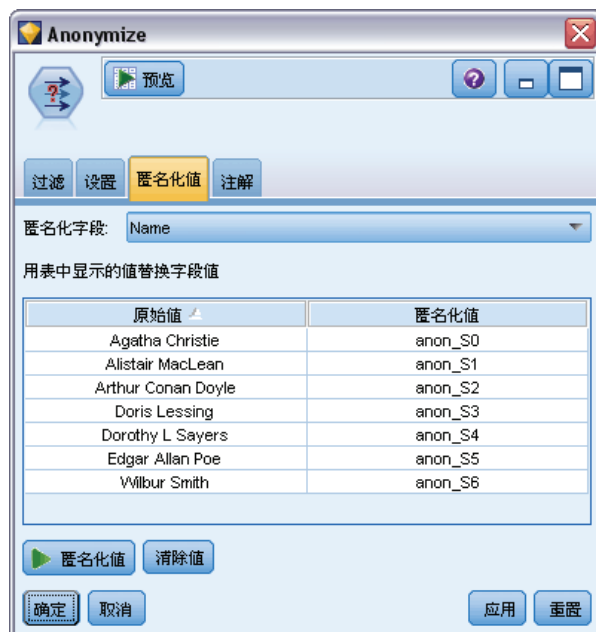 Anonymize
预览
过滤 设置 匿名化值 注解
匿名化字段: Name
用表中显示的值替换字段值
原始值 匿名化值
Agatha Christie anon_S0
Alistair MacLean anon_S1
Arthur Conan Doyle anon_S2
Doris Lessing anon_S3
Dorothy L Sayers anon_S4
Edgar Allan Poe anon_S5
Wilbur Smith anon_S6
匿名化值 清除值
确定 取消 应用 重置